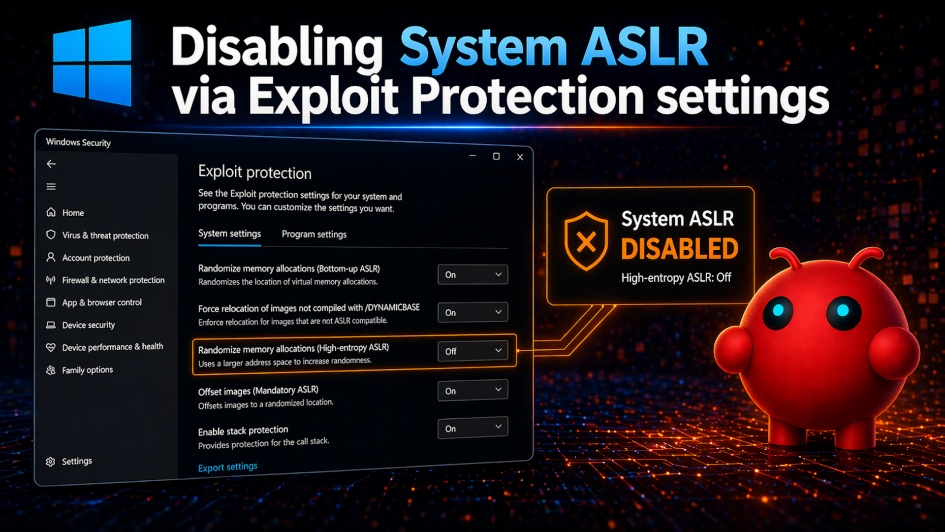 Disabling System ASLR
via Exploit Protection settings
Windows Security
Home
Virus & threat protection
Account protection
Firewall & network protection
App & browser control
Device security
Device performance & health
Family options
Settings
Exploit protection
See the Exploit protection settings for your system and
programs. You can customize the settings you want.
System settings
Program settings
Randomize memory allocations (Bottom-up ASLR)
Randomizes the location of virtual memory allocations.
On
Force relocation of images not compiled with /DYNAMICBASE
Enforce relocation for images that are not ASLR compatible.
On
Randomize memory allocations (High-entropy ASLR)
Uses a larger address space to increase randomness.
Off
Offset images (Mandatory ASLR)
Offsets images to a randomized location.
On
Enable stack protection
Provides protection for the call stack.
On
Export settings
System ASLR
DISABLED
High-entropy ASLR: Off